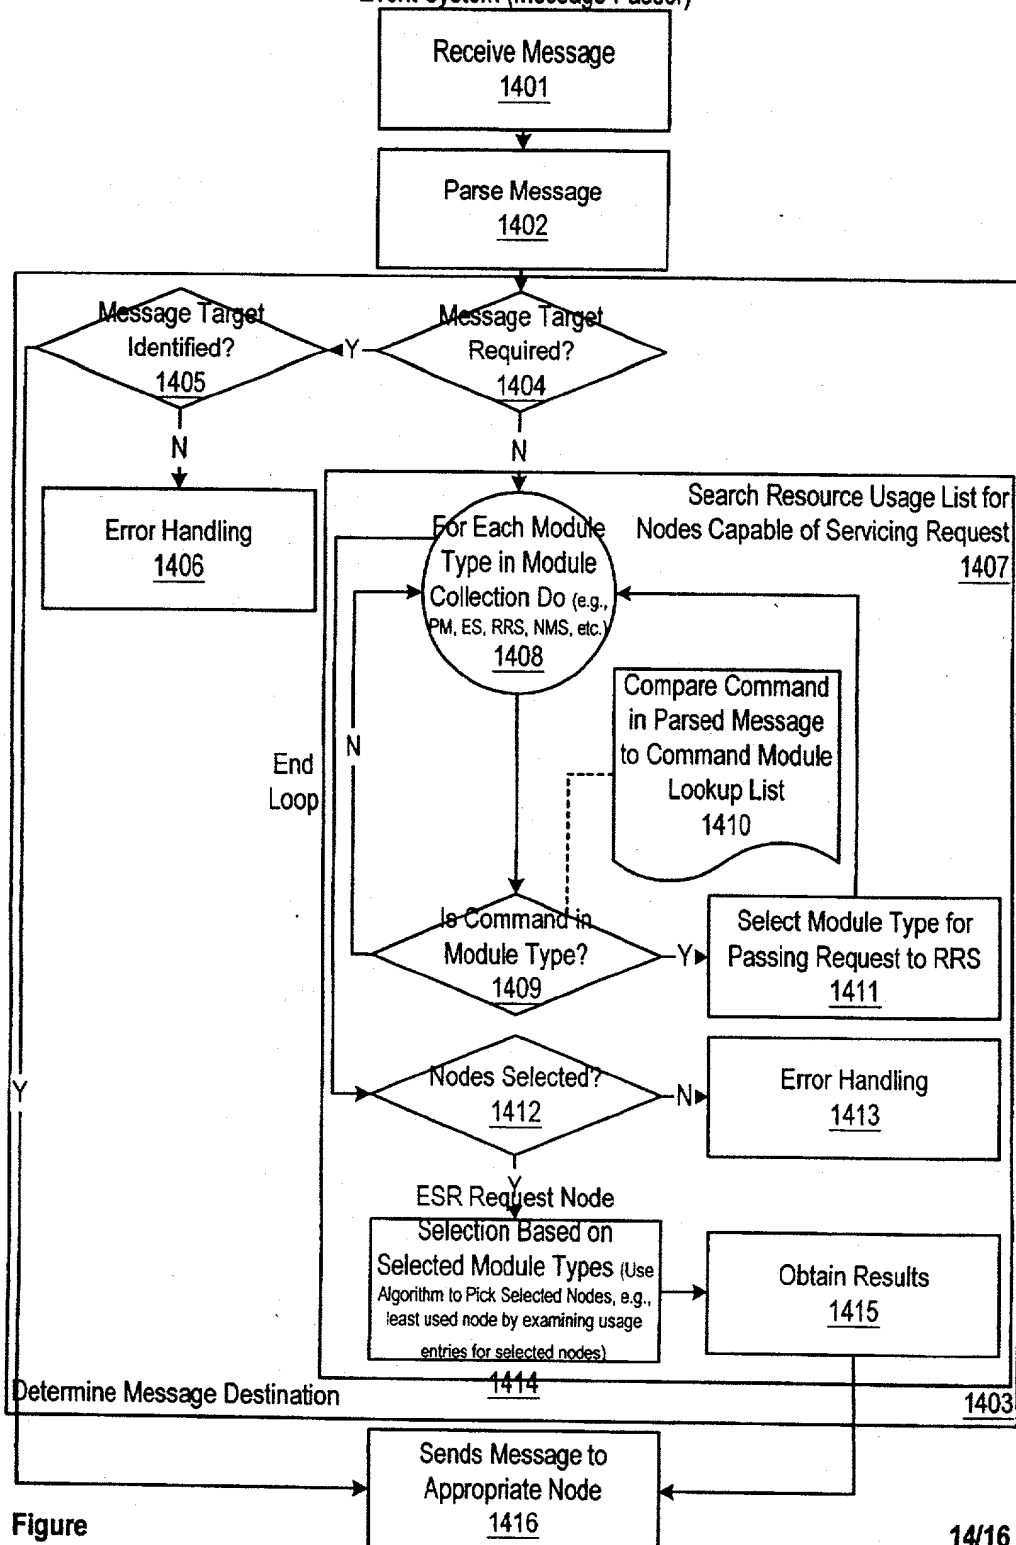 Event System (Message Passer)
Receive Message
1401
Parse Message
1402
Message Target
Identified?
1405
Y
Message Target
Required?
1404
N
N
Error Handling
1406
Search Resource Usage List for
Nodes Capable of Servicing Request
1407
For Each Module
Type in Module
Collection Do (e.g.,
PM, ES, RRS, NMS, etc.)
1408
Compare Command
in Parsed Message
to Command Module
Lookup List
1410
N
End
Loop
Is Command in
Module Type?
1409
Y
Select Module Type for
Passing Request to RRS
1411
Y
Nodes Selected?
1412
N
Error Handling
1413
Y
ESR Request Node
Selection Based on
Selected Module Types (Use
Algorithm to Pick Selected Nodes, e.g.,
least used node by examining usage
entries for selected nodes)
1414
Obtain Results
1415
Determine Message Destination
1403
Sends Message to
Appropriate Node
1416
Figure
14/16